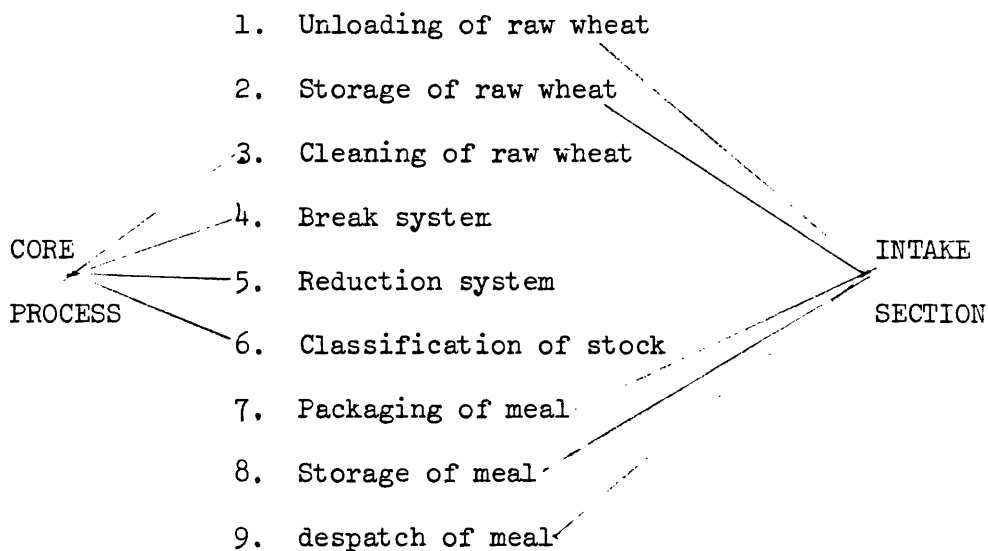 1. Unloading of raw wheat
2. Storage of raw wheat
3. Cleaning of raw wheat
4. Break system
CORE
INTAKE
5. Reduction system
PROCESS
SECTION
6. Classification of stock
7. Packaging of meal
8. Storage of meal
9. despatch of meal